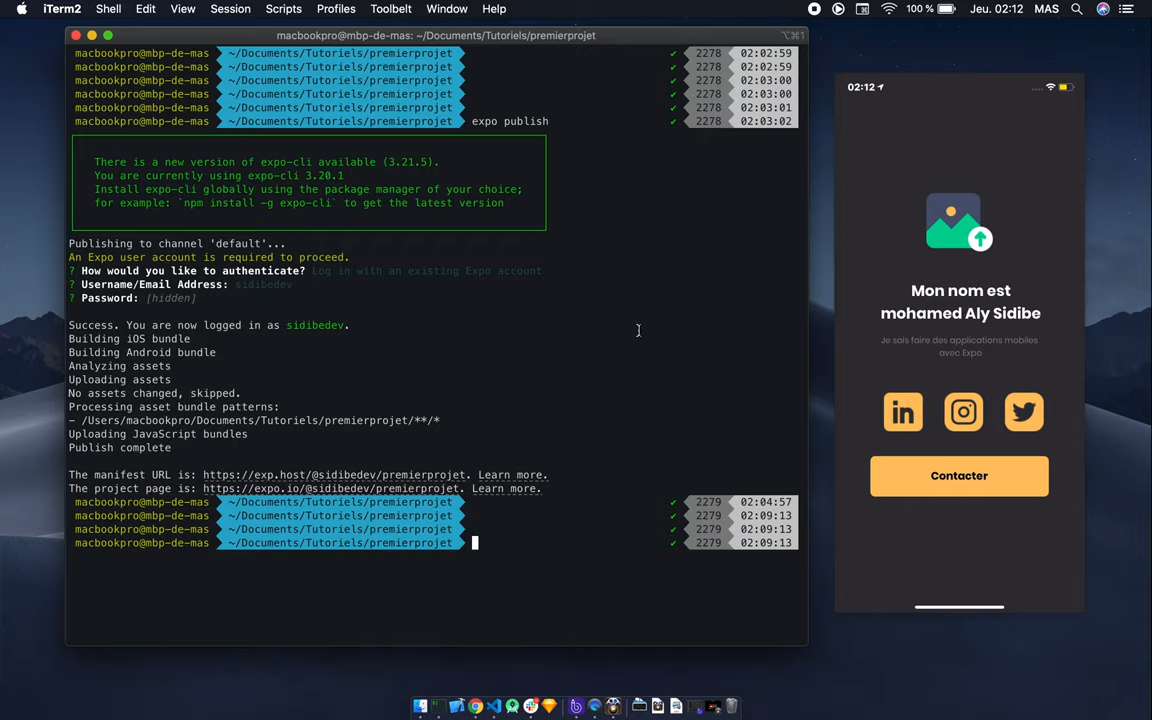 iTerm2 Shell Edit View Session Scripts Profiles Toolbelt Window Help 100 % Jeu. 02:12 MAS
macbookpro@mbp-de-mas: ~/Documents/Tutoriels/premierprojet ⌥⌘1
macbookpro@mbp-de-mas ~/Documents/Tutoriels/premierprojet ✔ 2278 02:02:59
macbookpro@mbp-de-mas ~/Documents/Tutoriels/premierprojet ✔ 2278 02:02:59
macbookpro@mbp-de-mas ~/Documents/Tutoriels/premierprojet ✔ 2278 02:03:00
macbookpro@mbp-de-mas ~/Documents/Tutoriels/premierprojet ✔ 2278 02:03:00
macbookpro@mbp-de-mas ~/Documents/Tutoriels/premierprojet ✔ 2278 02:03:01
macbookpro@mbp-de-mas ~/Documents/Tutoriels/premierprojet expo publish ✔ 2278 02:03:02
There is a new version of expo-cli available (3.21.5).
You are currently using expo-cli 3.20.1
Install expo-cli globally using the package manager of your choice;
for example: `npm install -g expo-cli` to get the latest version
Publishing to channel 'default'...
An Expo user account is required to proceed.
? How would you like to authenticate? Log in with an existing Expo account
? Username/Email Address: sidibedev
? Password: [hidden]
Success. You are now logged in as sidibedev.
Building iOS bundle
Building Android bundle
Analyzing assets
Uploading assets
No assets changed, skipped.
Processing asset bundle patterns:
- /Users/macbookpro/Documents/Tutoriels/premierprojet/**/*
Uploading JavaScript bundles
Publish complete
The manifest URL is: https://exp.host/@sidibedev/premierprojet. Learn more.
The project page is: https://expo.io/@sidibedev/premierprojet. Learn more.
macbookpro@mbp-de-mas ~/Documents/Tutoriels/premierprojet ✔ 2279 02:04:57
macbookpro@mbp-de-mas ~/Documents/Tutoriels/premierprojet ✔ 2279 02:09:13
macbookpro@mbp-de-mas ~/Documents/Tutoriels/premierprojet ✔ 2279 02:09:13
macbookpro@mbp-de-mas ~/Documents/Tutoriels/premierprojet ✔ 2279 02:09:13
02:12
Mon nom est
mohamed Aly Sidibe
Je sais faire des applications mobiles
avec Expo.
in
Contacter